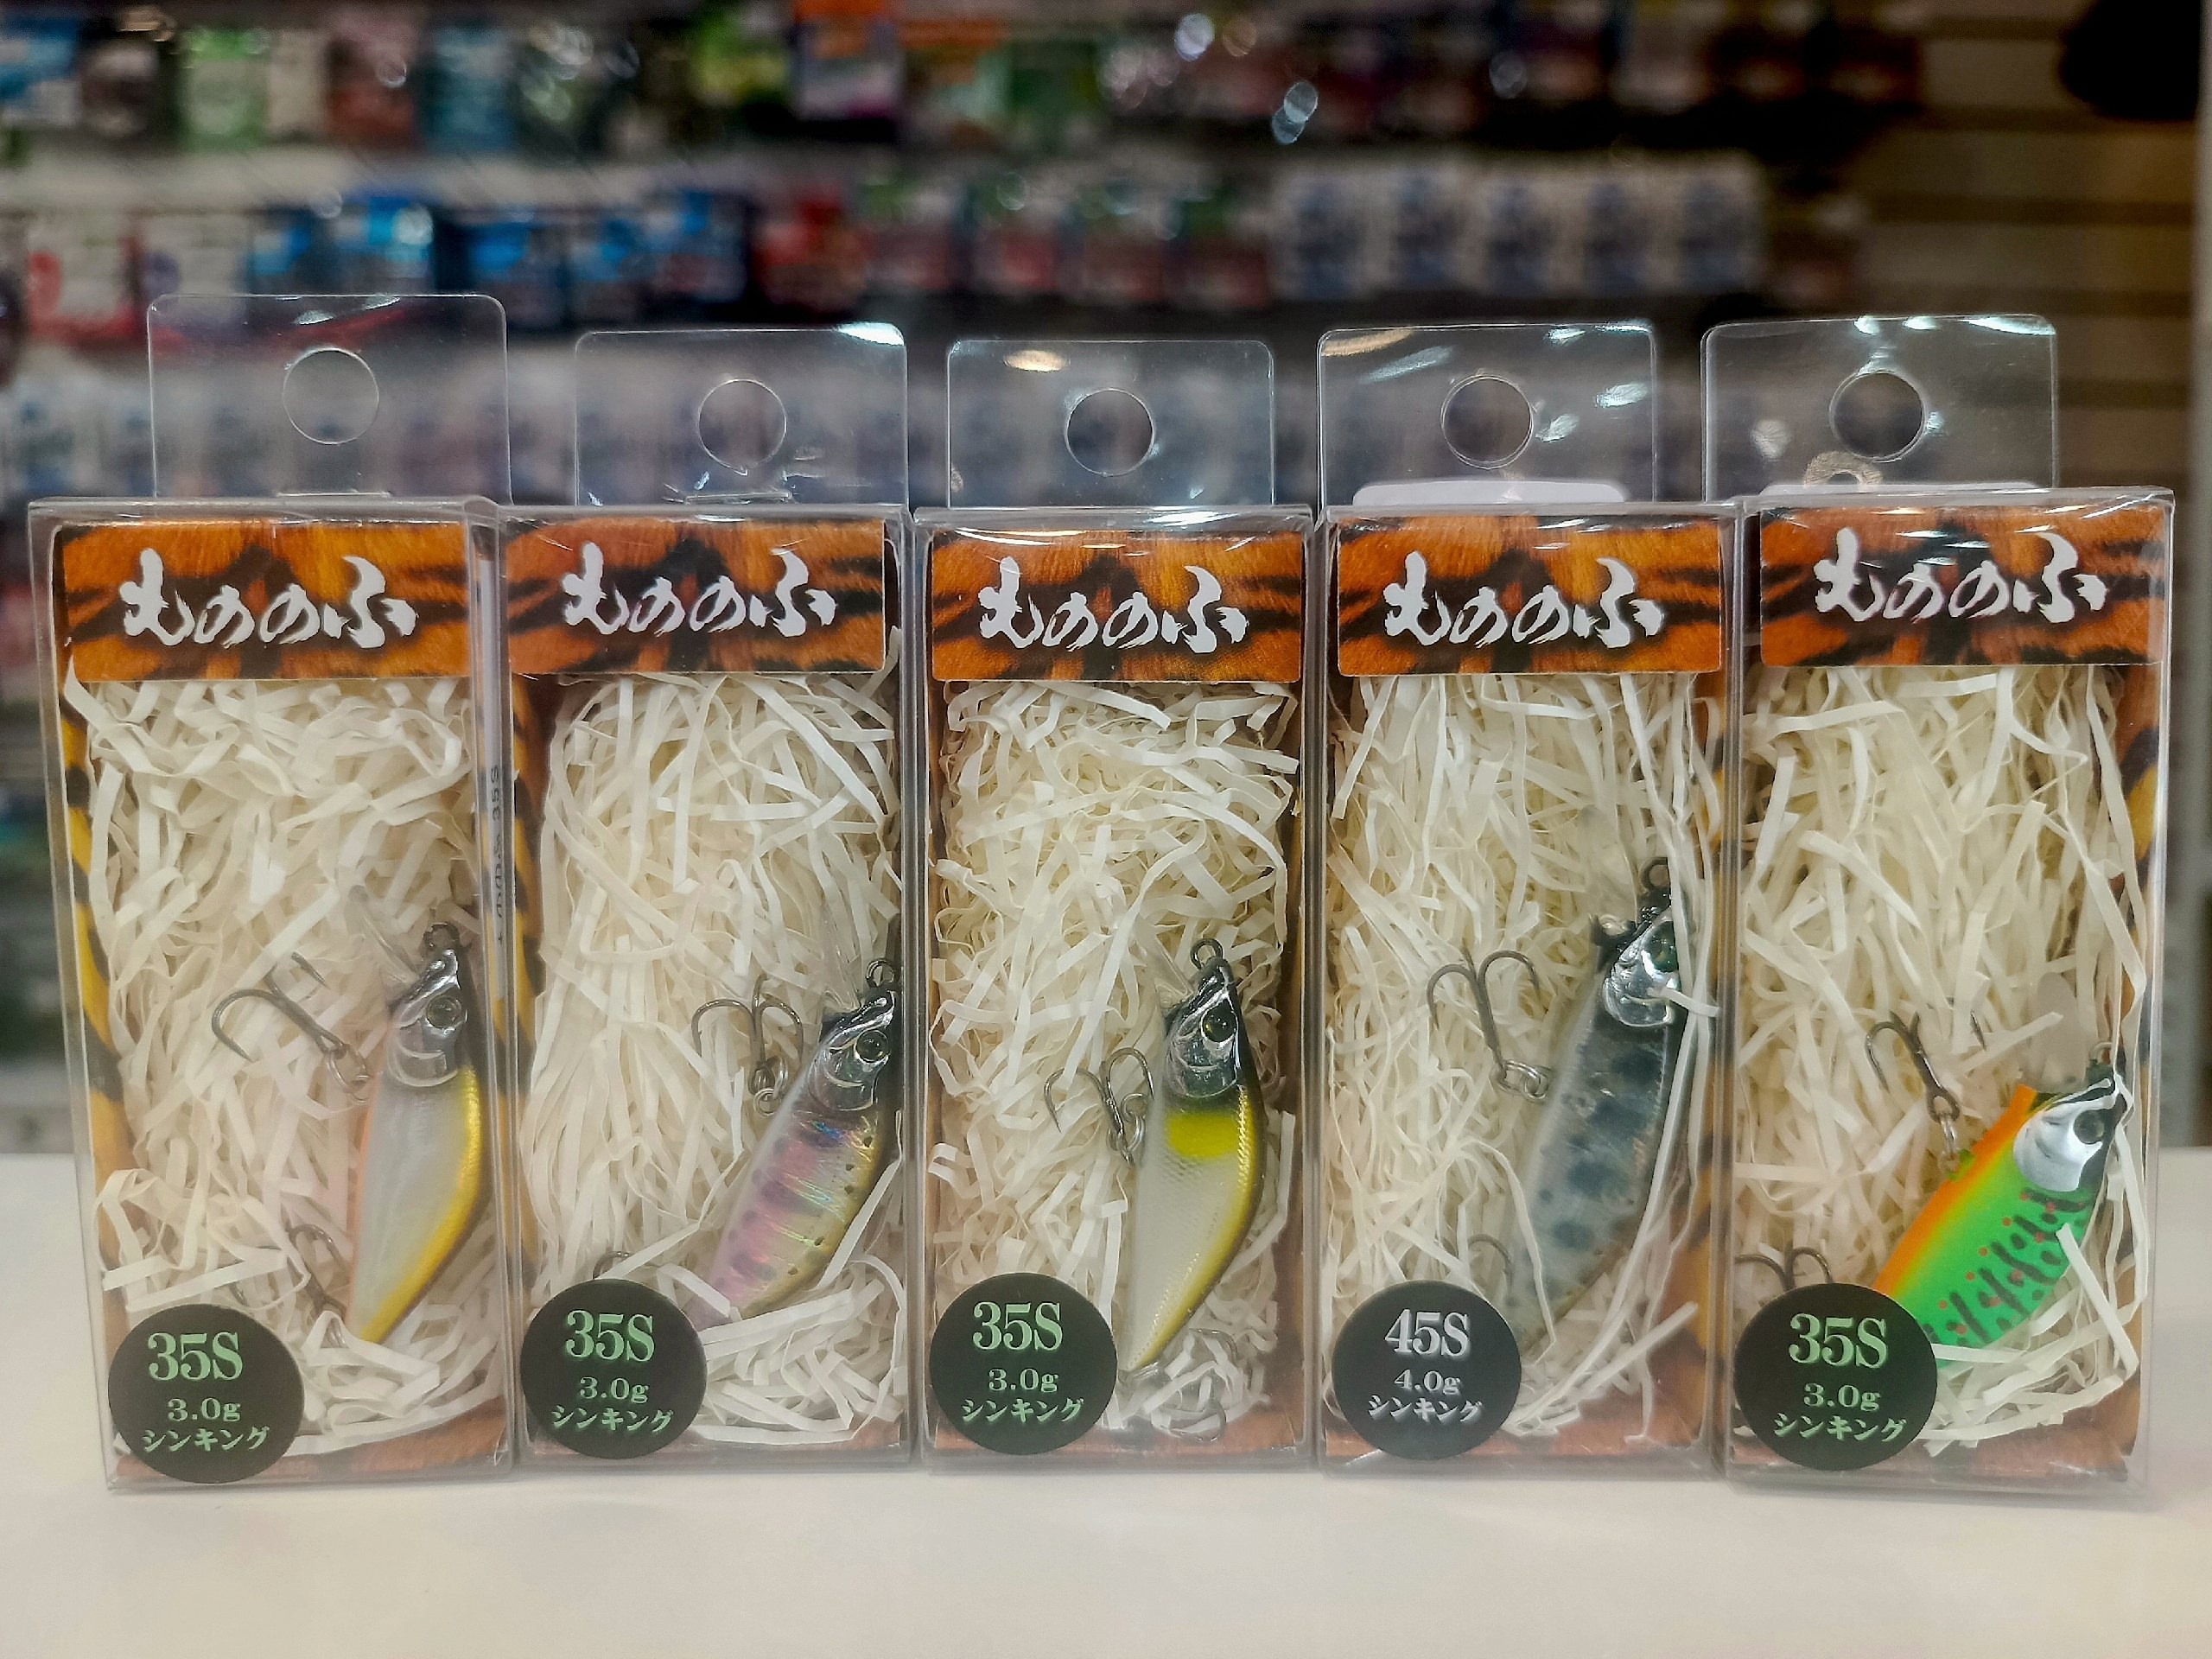 もののふ
35S
3.0g
シンキング
もののふ
35S
3.0g
シンキング
もののふ
35S
3.0g
シンキング
もののふ
45S
4.0g
シンキング
もののふ
35S
3.0g
シンキング